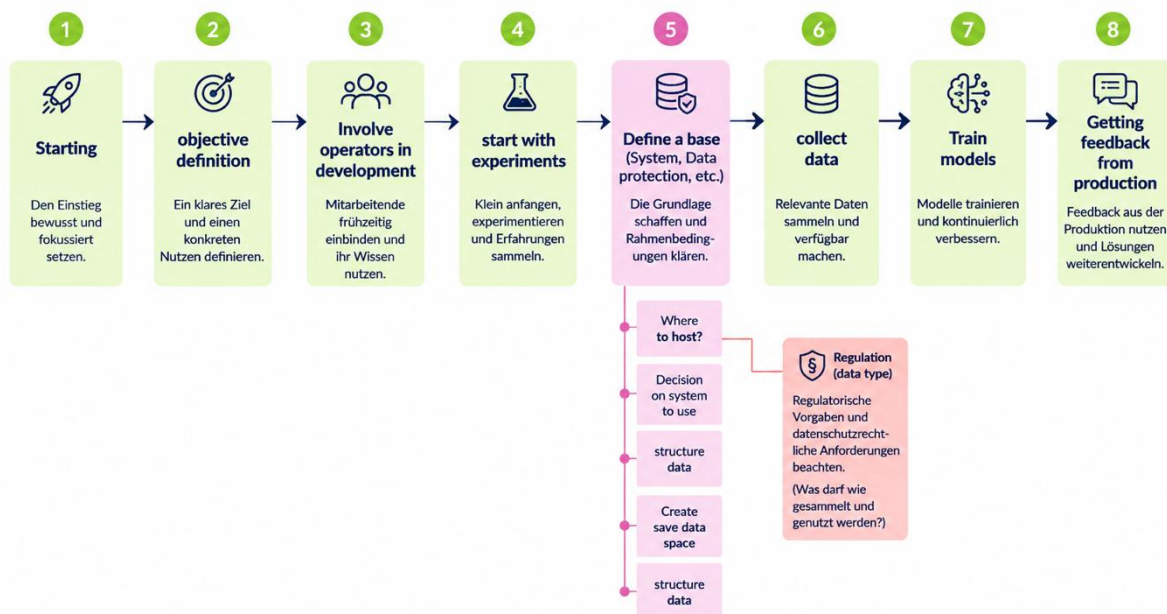 1
Starting
Den Einstieg
bewusst und
fokussiert
setzen.
2
objective
definition
Ein klares Ziel
und einen
konkreten
Nutzen definieren.
3
Involve
operators in
development
Mitarbeitende
frühzeitig
einbinden und
ihr Wissen
nutzen.
4
start with
experiments
Klein anfangen,
experimentieren
und Erfahrungen
sammeln.
5
Define a base
(System, Data
protection, etc.)
Die Grundlage
schaffen und
Rahmenbeding-
ungen klären.
6
collect
data
Relevante Daten
sammeln und
verfügbar
machen.
7
Train
models
Modelle trainieren
und kontinuierlich
verbessern.
8
Getting
feedback
from
production
Feedback aus der
Produktion nutzen
und Lösungen
weiterentwickeln.
Where
to host?
Decision
on system
to use
structure
data
Create
save data
space
structure
data
§
Regulation
(data type)
Regulatorische
Vorgaben und
datenschutzrecht-
liche Anforderungen
beachten.
(Was darf wie
gesammelt und
genutzt werden?)